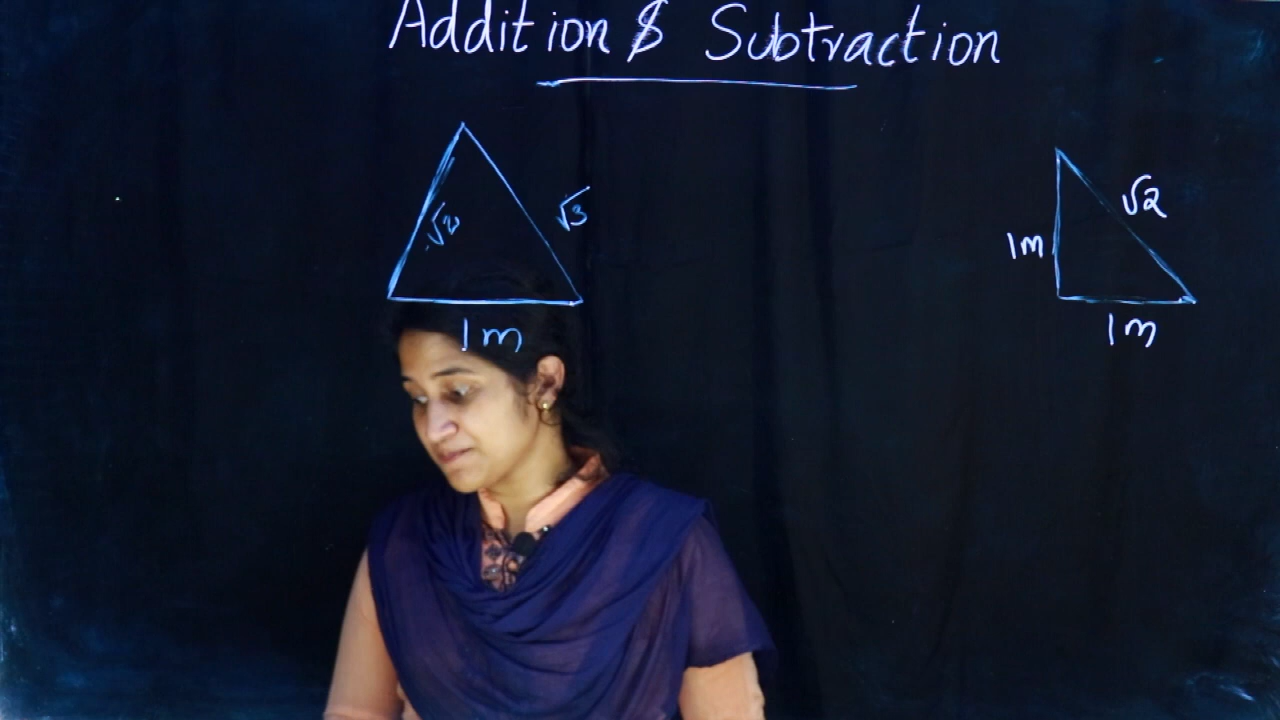 Addition & Subtraction
√2
√3
1m
√2
1m
1m